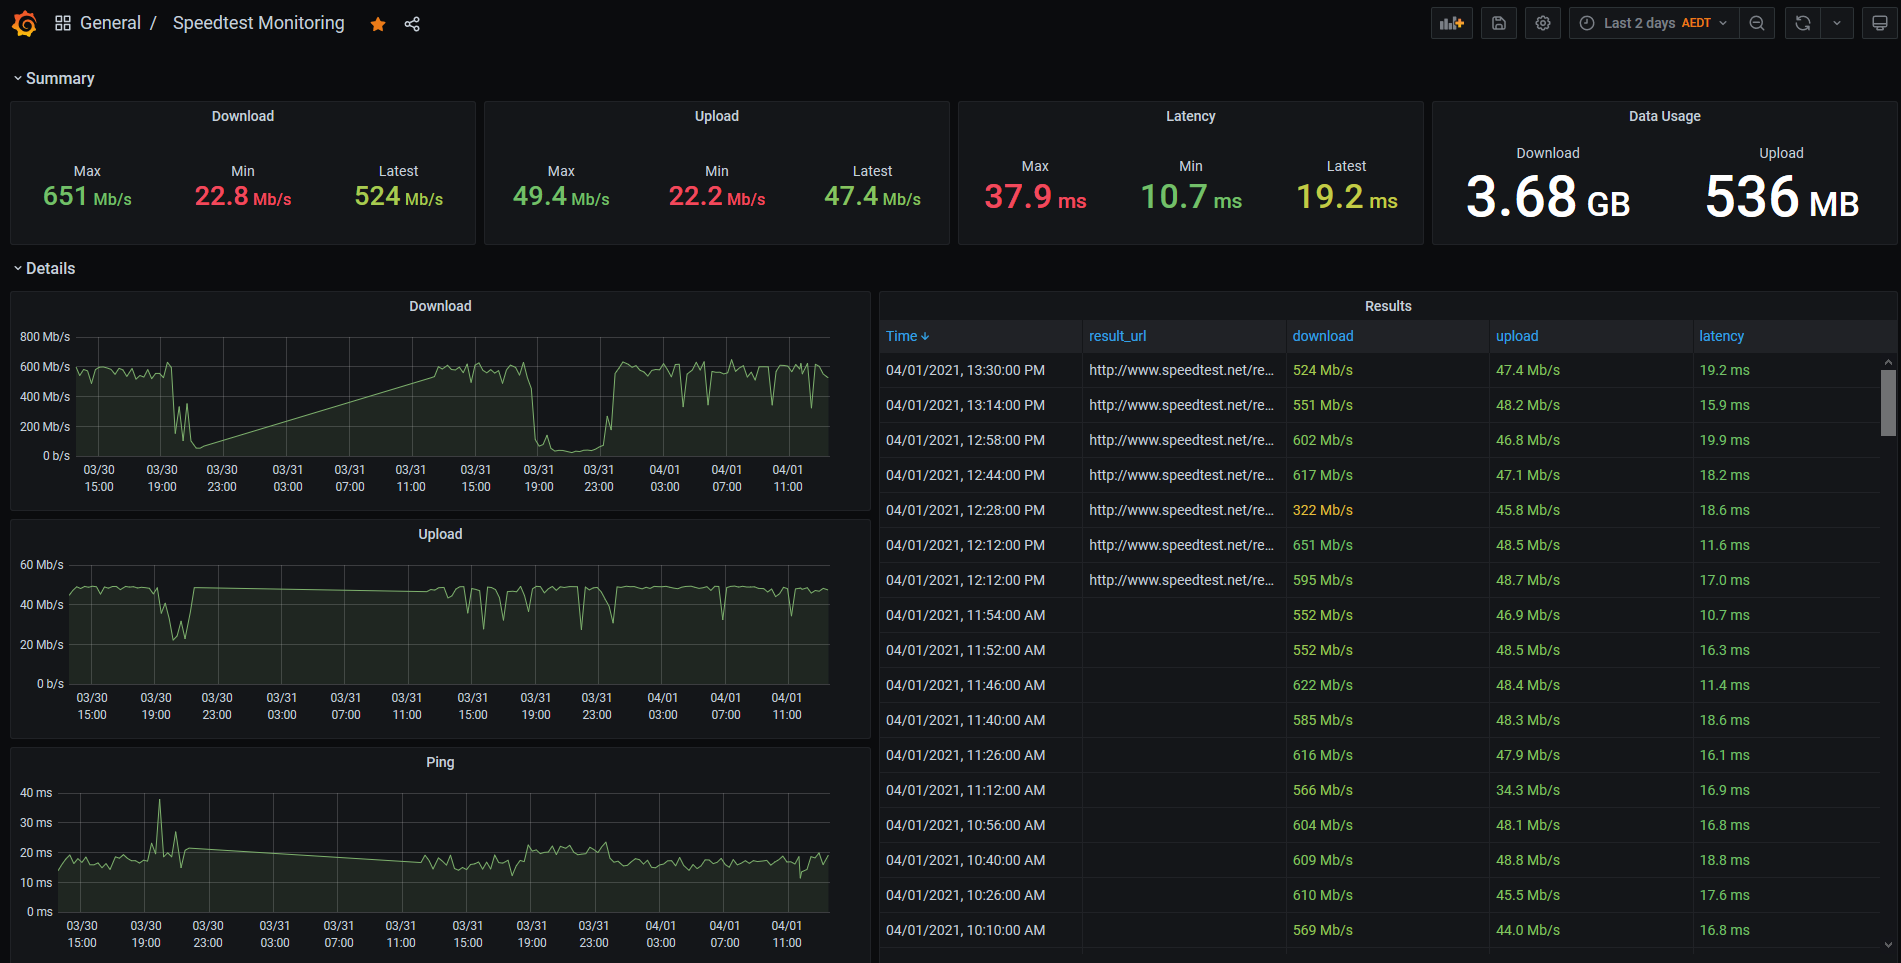 General / Speedtest Monitoring
Last 2 days AEDT
Summary
Download
Max Min Latest
651 Mb/s 22.8 Mb/s 524 Mb/s
Upload
Max Min Latest
49.4 Mb/s 22.2 Mb/s 47.4 Mb/s
Latency
Max Min Latest
37.9 ms 10.7 ms 19.2 ms
Data Usage
Download Upload
3.68 GB 536 MB
Details
Download
800 Mb/s
600 Mb/s
400 Mb/s
200 Mb/s
0 b/s
03/30 03/30 03/30 03/31 03/31 03/31 03/31 03/31 03/31 04/01 04/01 04/01
15:00 19:00 23:00 03:00 07:00 11:00 15:00 19:00 23:00 03:00 07:00 11:00
Upload
60 Mb/s
40 Mb/s
20 Mb/s
0 b/s
03/30 03/30 03/30 03/31 03/31 03/31 03/31 03/31 03/31 04/01 04/01 04/01
15:00 19:00 23:00 03:00 07:00 11:00 15:00 19:00 23:00 03:00 07:00 11:00
Ping
40 ms
30 ms
20 ms
10 ms
0 ms
03/30 03/30 03/30 03/31 03/31 03/31 03/31 03/31 03/31 04/01 04/01 04/01
15:00 19:00 23:00 03:00 07:00 11:00 15:00 19:00 23:00 03:00 07:00 11:00
Results
Time result_url download upload latency
04/01/2021, 13:30:00 PM http://www.speedtest.net/re... 524 Mb/s 47.4 Mb/s 19.2 ms
04/01/2021, 13:14:00 PM http://www.speedtest.net/re... 551 Mb/s 48.2 Mb/s 15.9 ms
04/01/2021, 12:58:00 PM http://www.speedtest.net/re... 602 Mb/s 46.8 Mb/s 19.9 ms
04/01/2021, 12:44:00 PM http://www.speedtest.net/re... 617 Mb/s 47.1 Mb/s 18.2 ms
04/01/2021, 12:28:00 PM http://www.speedtest.net/re... 322 Mb/s 45.8 Mb/s 18.6 ms
04/01/2021, 12:12:00 PM http://www.speedtest.net/re... 651 Mb/s 48.5 Mb/s 11.6 ms
04/01/2021, 12:12:00 PM http://www.speedtest.net/re... 595 Mb/s 48.7 Mb/s 17.0 ms
04/01/2021, 11:54:00 AM 552 Mb/s 46.9 Mb/s 10.7 ms
04/01/2021, 11:52:00 AM 552 Mb/s 48.5 Mb/s 16.3 ms
04/01/2021, 11:46:00 AM 622 Mb/s 48.4 Mb/s 11.4 ms
04/01/2021, 11:40:00 AM 585 Mb/s 48.3 Mb/s 18.6 ms
04/01/2021, 11:26:00 AM 616 Mb/s 47.9 Mb/s 16.1 ms
04/01/2021, 11:12:00 AM 566 Mb/s 34.3 Mb/s 16.9 ms
04/01/2021, 10:56:00 AM 604 Mb/s 48.1 Mb/s 16.8 ms
04/01/2021, 10:40:00 AM 609 Mb/s 48.8 Mb/s 18.8 ms
04/01/2021, 10:26:00 AM 610 Mb/s 45.5 Mb/s 17.6 ms
04/01/2021, 10:10:00 AM 569 Mb/s 44.0 Mb/s 16.8 ms